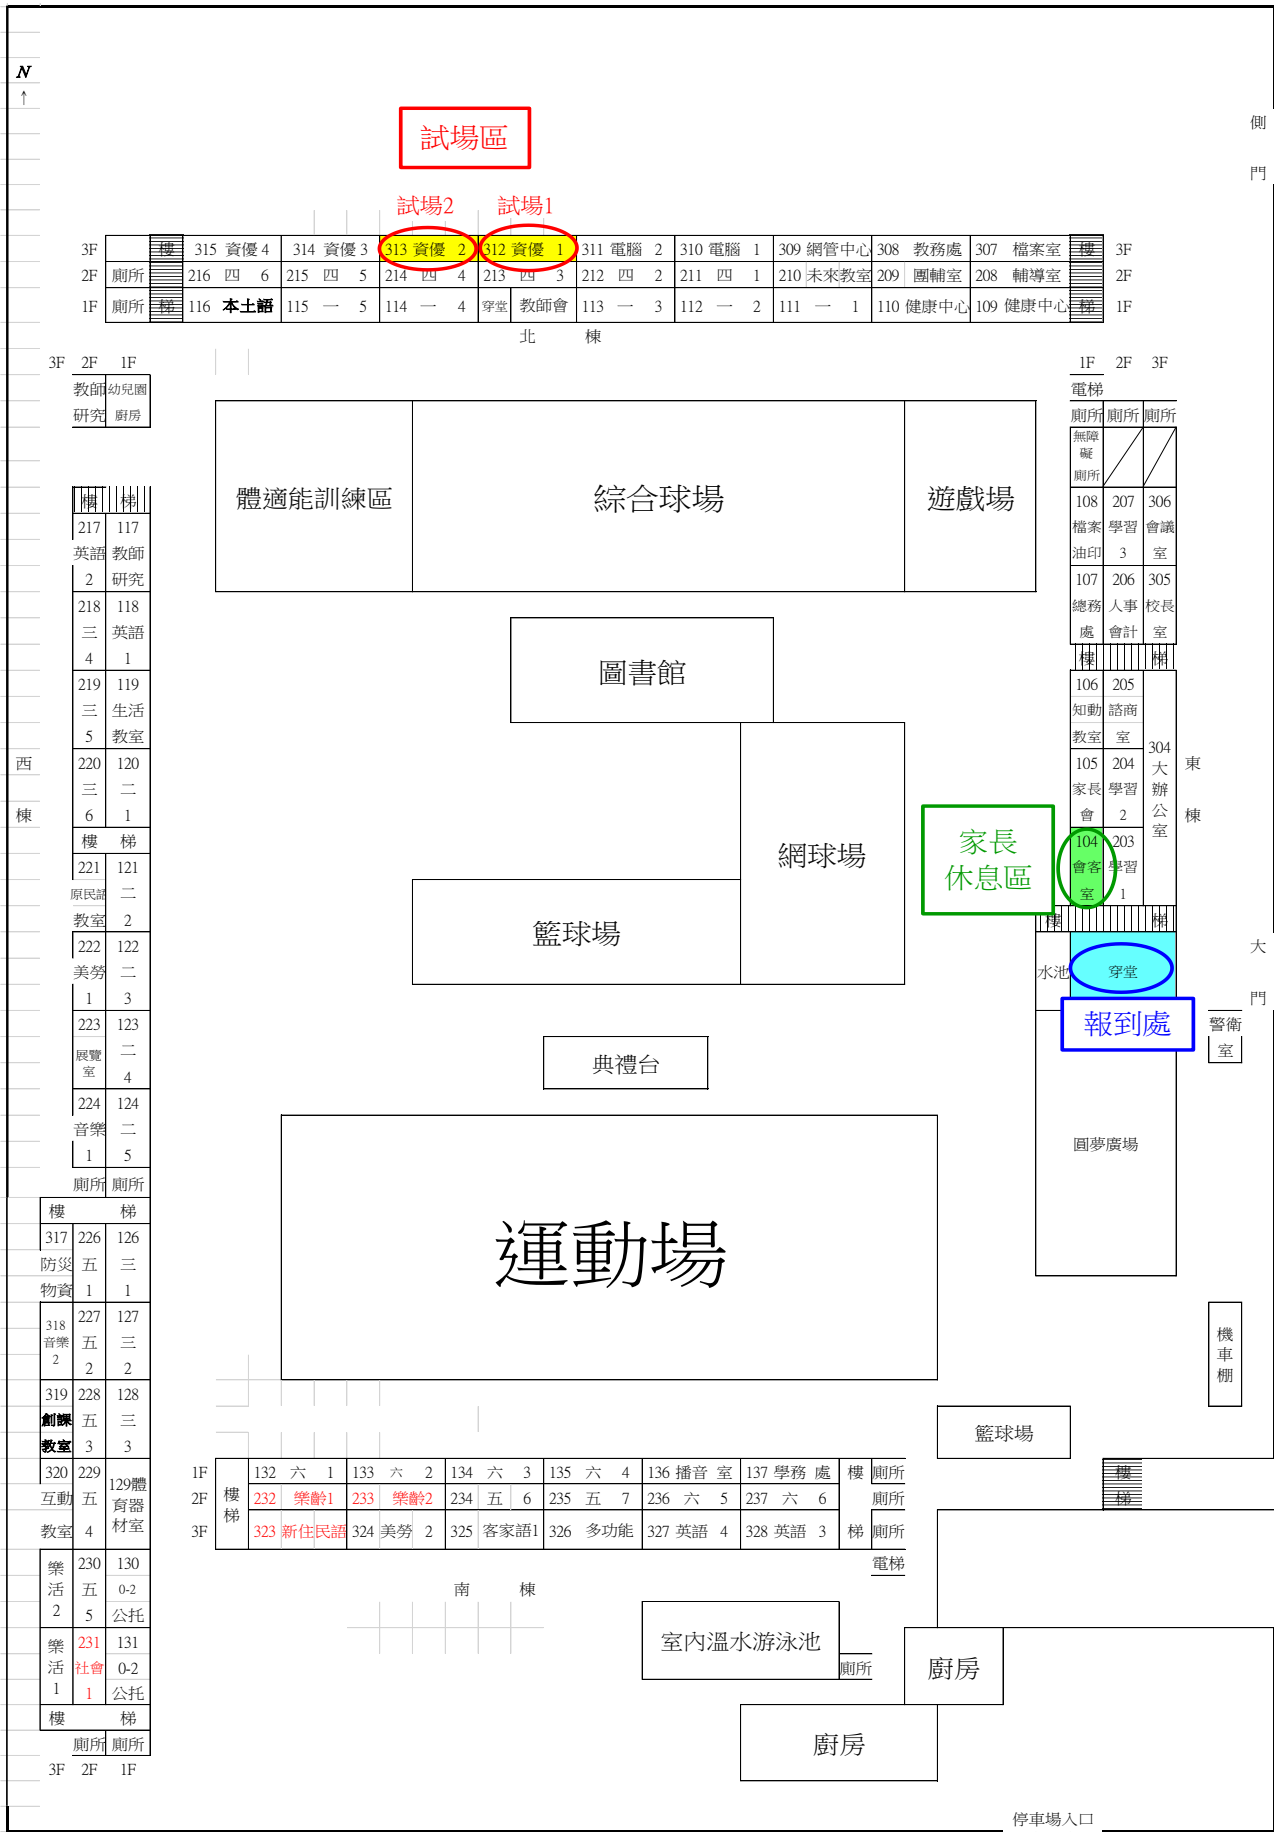 N
↑
側
門
試場區
試場2 試場1
3F 樓 315 資優 4 314 資優 3 313 資優 2 312 資優 1 311 電腦 2 310 電腦 1 309 網管中心 308 教務處 307 檔案室 樓 3F
2F 廁所 216 四 6 215 四 5 214 四 4 213 四 3 212 四 2 211 四 1 210 未來教室 209 團輔室 208 輔導室 2F
1F 廁所 梯 116 本土語 115 一 5 114 一 4 穿堂 教師會 113 一 3 112 一 2 111 一 1 110 健康中心 109 健康中心 梯 1F
北 棟
3F 2F 1F
教師 幼兒園
研究 廚房
樓 梯
217 117
英語 教師
2 研究
218 118
三 英語
4 1
219 119
三 生活
5 教室
220 120
三 二
6 1
樓 梯
221 121
原民語 二
教室 2
222 122
美勞 二
1 3
223 123
展覽 二
室 4
224 124
音樂 二
1 5
廁所 廁所
樓 梯
317 226 126
防災 五 三
物資 1 1
318 227 127
音樂 五 三
2 2 2
319 228 128
創課 五 三
教室 3 3
320 229 129體
互動 五 育器
教室 4 材室
樂 230 130
活 五 0-2
2 5 公托
樂 231 131
活 社會 0-2
1 1 公托
樓 梯
廁所 廁所
3F 2F 1F
西
棟
體適能訓練區
綜合球場
遊戲場
圖書館
網球場
籃球場
典禮台
運動場
1F 2F 3F
電梯
廁所 廁所 廁所
無障
礙
廁所
108 207 306
檔案 學習 會議
油印 3 室
107 206 305
總務 人事 校長
處 會計 室
樓 梯
106 205
知動 諮商
教室 室
105 204
家長 學習
會 2
304
大
辦
公
室
104 203
會客 學習
室 1
樓 梯
東
棟
家長
休息區
水池 穿堂
報到處
大
門
警衛
室
圓夢廣場
機
車
棚
籃球場
樓
梯
1F 132 六 1 133 六 2 134 六 3 135 六 4 136 播音 室 137 學務 處 樓 廁所
2F 樓 232 樂齡1 233 樂齡2 234 五 6 235 五 7 236 六 5 237 六 6 廁所
3F 梯 323 新住民語 324 美勞 2 325 客家語1 326 多功能 327 英語 4 328 英語 3 梯 廁所
電梯
南 棟
室內溫水游泳池
廁所
廚房
廚房
停車場入口